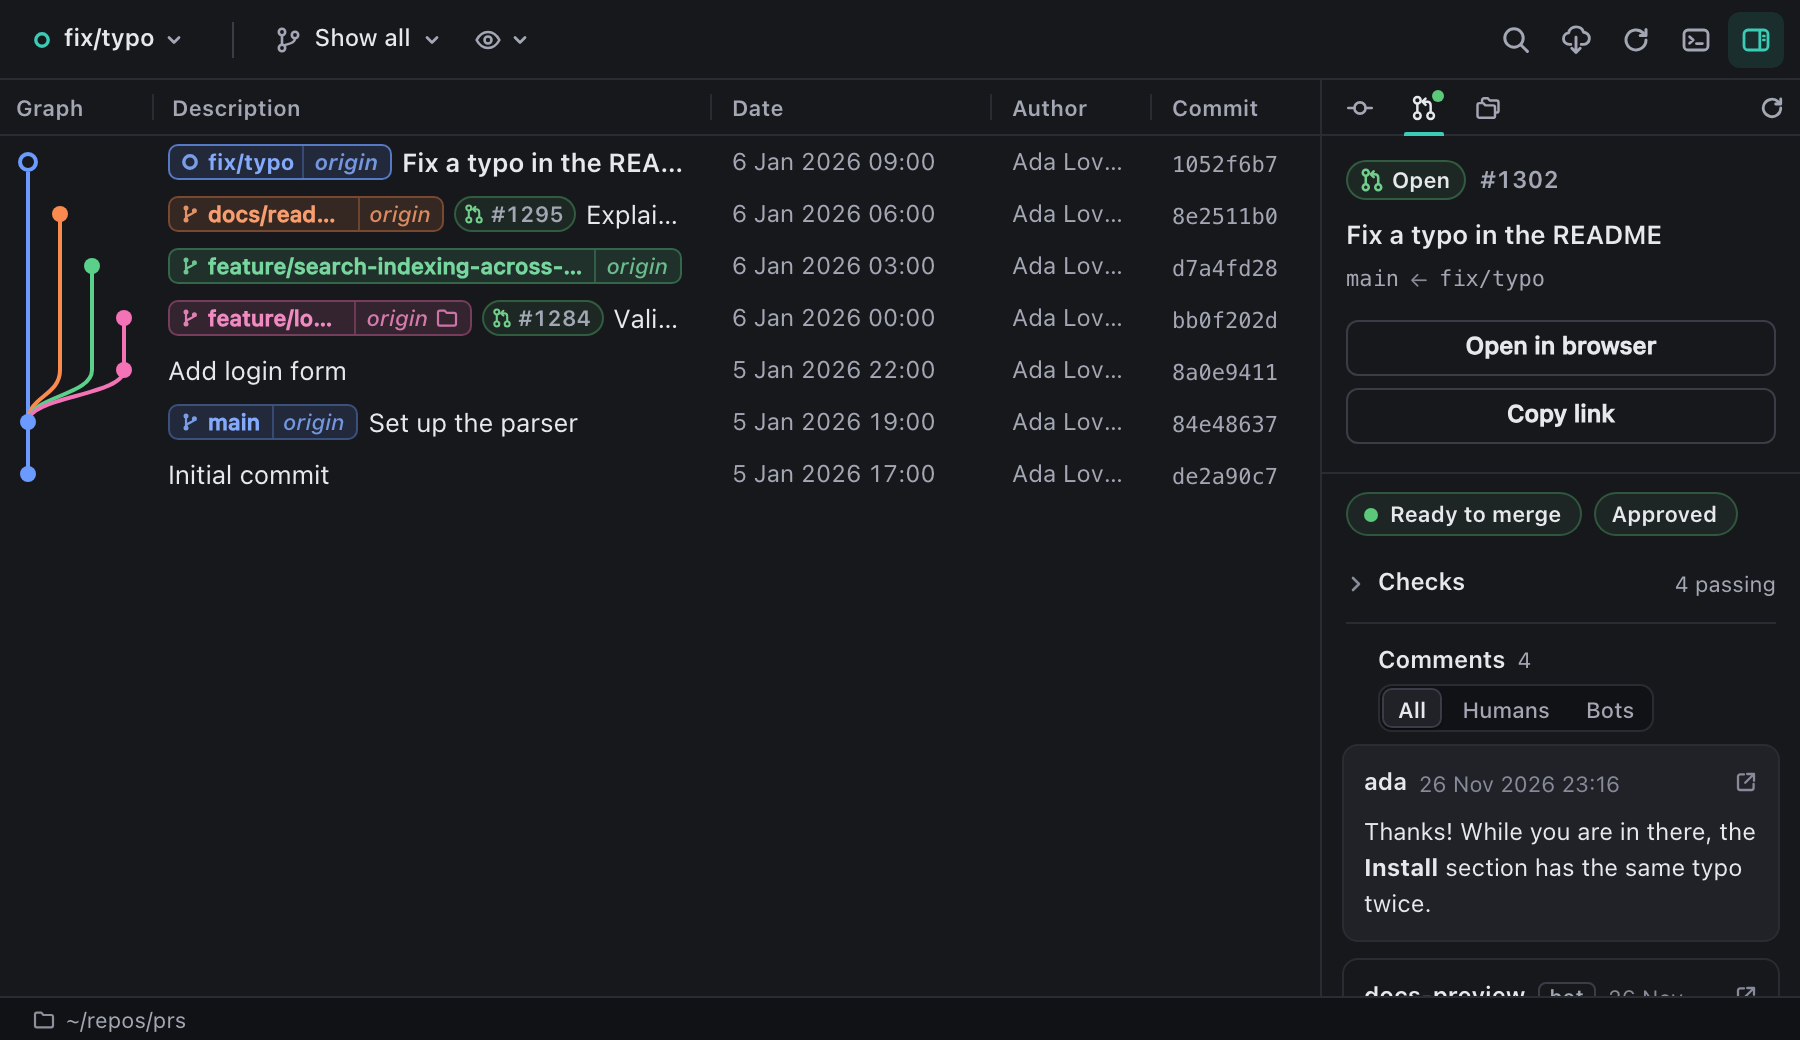 fix/typo Show all
Graph Description Date Author Commit
fix/typo origin Fix a typo in the REA... 6 Jan 2026 09:00 Ada Lov... 1052f6b7
docs/read... origin #1295 Explai... 6 Jan 2026 06:00 Ada Lov... 8e2511b0
feature/search-indexing-across-... origin 6 Jan 2026 03:00 Ada Lov... d7a4fd28
feature/lo... origin #1284 Vali... 6 Jan 2026 00:00 Ada Lov... bb0f202d
Add login form 5 Jan 2026 22:00 Ada Lov... 8a0e9411
main origin Set up the parser 5 Jan 2026 19:00 Ada Lov... 84e48637
Initial commit 5 Jan 2026 17:00 Ada Lov... de2a90c7
Open #1302
Fix a typo in the README
main ← fix/typo
Open in browser
Copy link
Ready to merge Approved
Checks 4 passing
Comments 4
All Humans Bots
ada 26 Nov 2026 23:16
Thanks! While you are in there, the
Install section has the same typo
twice.
docs-preview bot 26 Nov
~/repos/prs